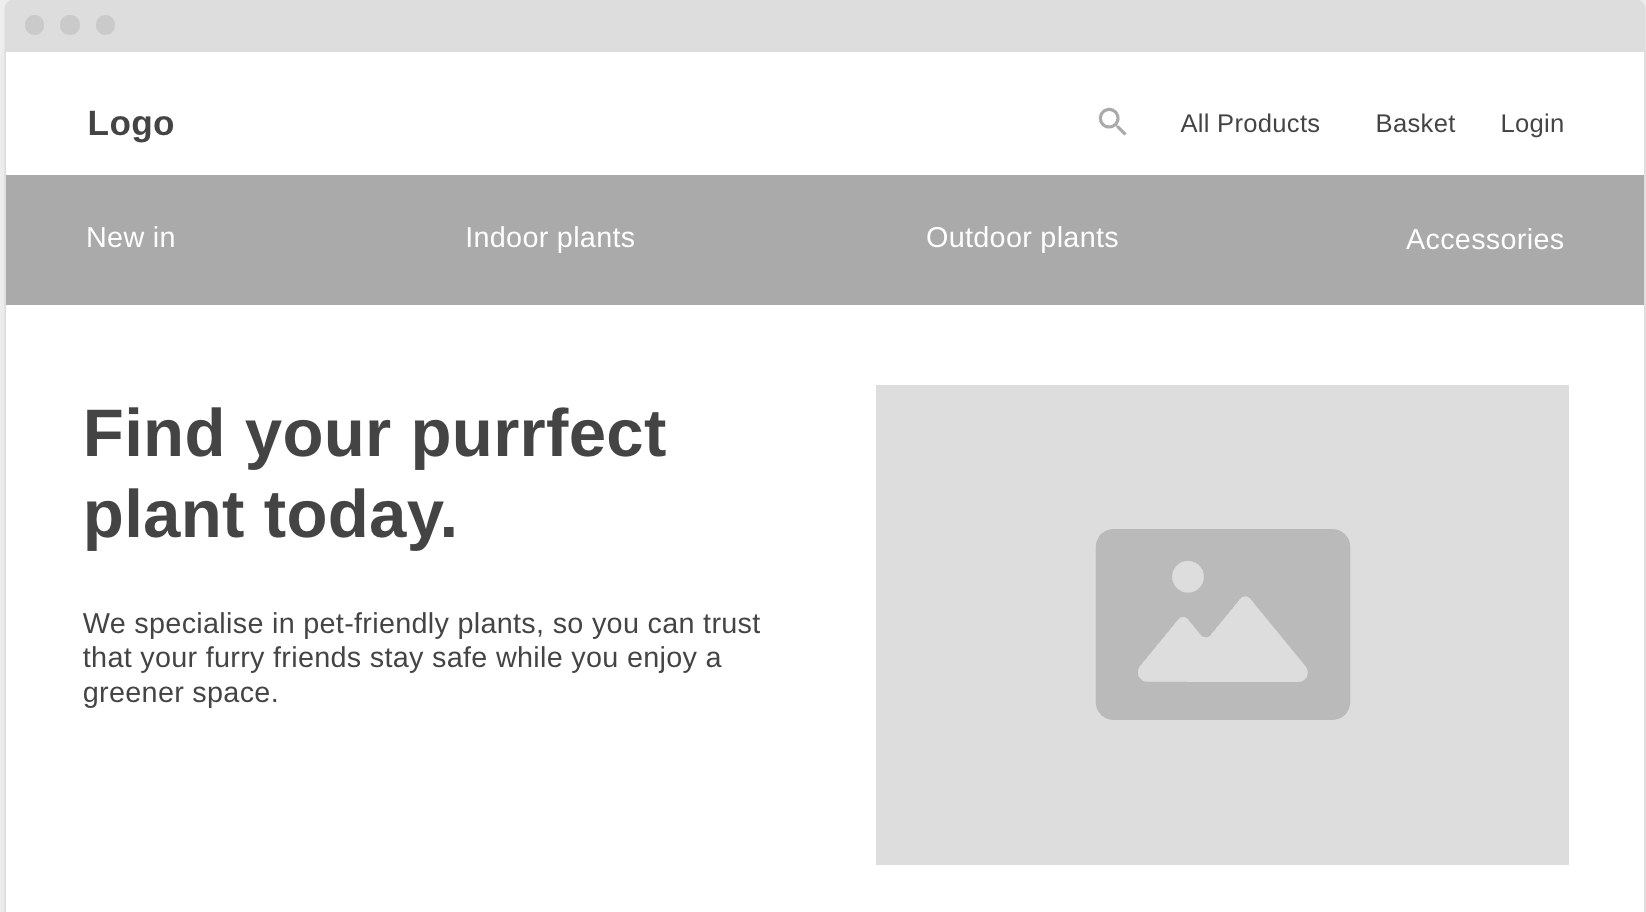 Logo
All Products
Basket
Login
New in
Indoor plants
Outdoor plants
Accessories
Find your purrfect
plant today.
We specialise in pet-friendly plants, so you can trust
that your furry friends stay safe while you enjoy a
greener space.